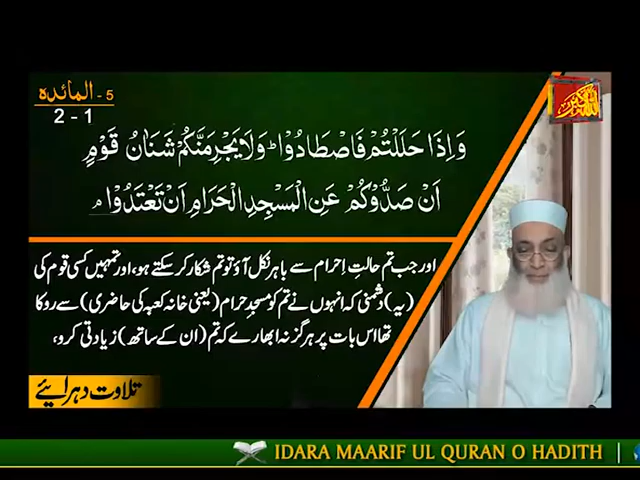 5 - المائدہ
2 - 1
وَاِذَا حَلَلْتُمْ فَاصْطَادُوْا ؕ وَلَا يَجْرِمَنَّكُمْ شَنَاٰنُ قَوْمٍ
اَنْ صَدُّوْكُمْ عَنِ الْمَسْجِدِ الْحَرَامِ اَنْ تَعْتَدُوْا ۘ
اور جب تم حالتِ اِحرام سے باہر نکل آؤ تو تم شکار کر سکتے ہو، اور تمہیں کسی قوم کی
(یہ) دشمنی کہ انہوں نے تم کو مسجدِ حرام (یعنی خانہ کعبہ کی حاضری) سے روکا
تھا اس بات پر ہرگز نہ ابھارے کہ تم (ان کے ساتھ) زیادتی کرو،
تلاوت دہرائیے
IDARA MAARIF UL QURAN O HADITH |